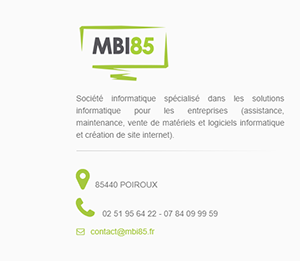 MBI85
Société informatique spécialisé dans les solutions
informatique pour les entreprises (assistance,
maintenance, vente de matériels et logiciels informatique
et création de site internet).
85440 POIROUX
02 51 95 64 22 - 07 84 09 99 59
contact@mbi85.fr